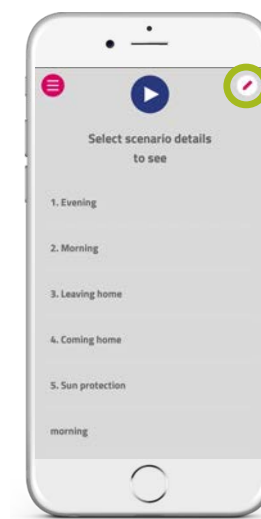 Select scenario details
to see
1. Evening
2. Morning
3. Leaving home
4. Coming home
5. Sun protection
morning